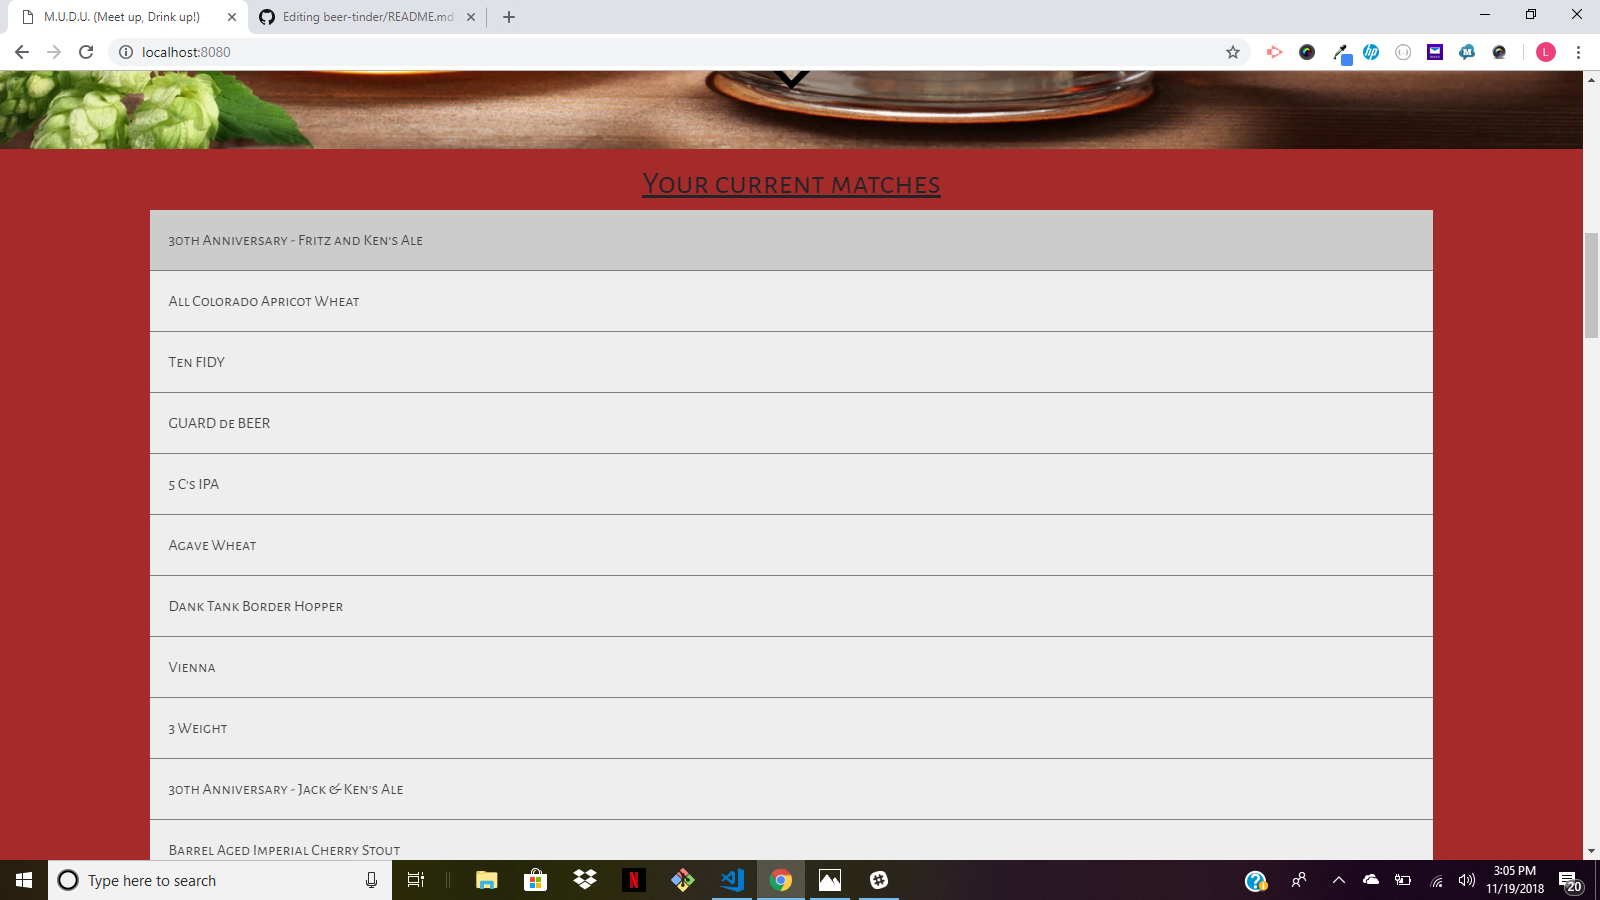 M.U.D.U. (Meet up, Drink up!)
Editing beer-tinder/README.md
localhost:8080
L
Your current matches
30th Anniversary - Fritz and Ken's Ale
All Colorado Apricot Wheat
Ten FIDY
GUARD de BEER
5 C's IPA
Agave Wheat
Dank Tank Border Hopper
Vienna
3 Weight
30th Anniversary - Jack & Ken's Ale
Barrel Aged Imperial Cherry Stout
Type here to search
3:05 PM
11/19/2018
20